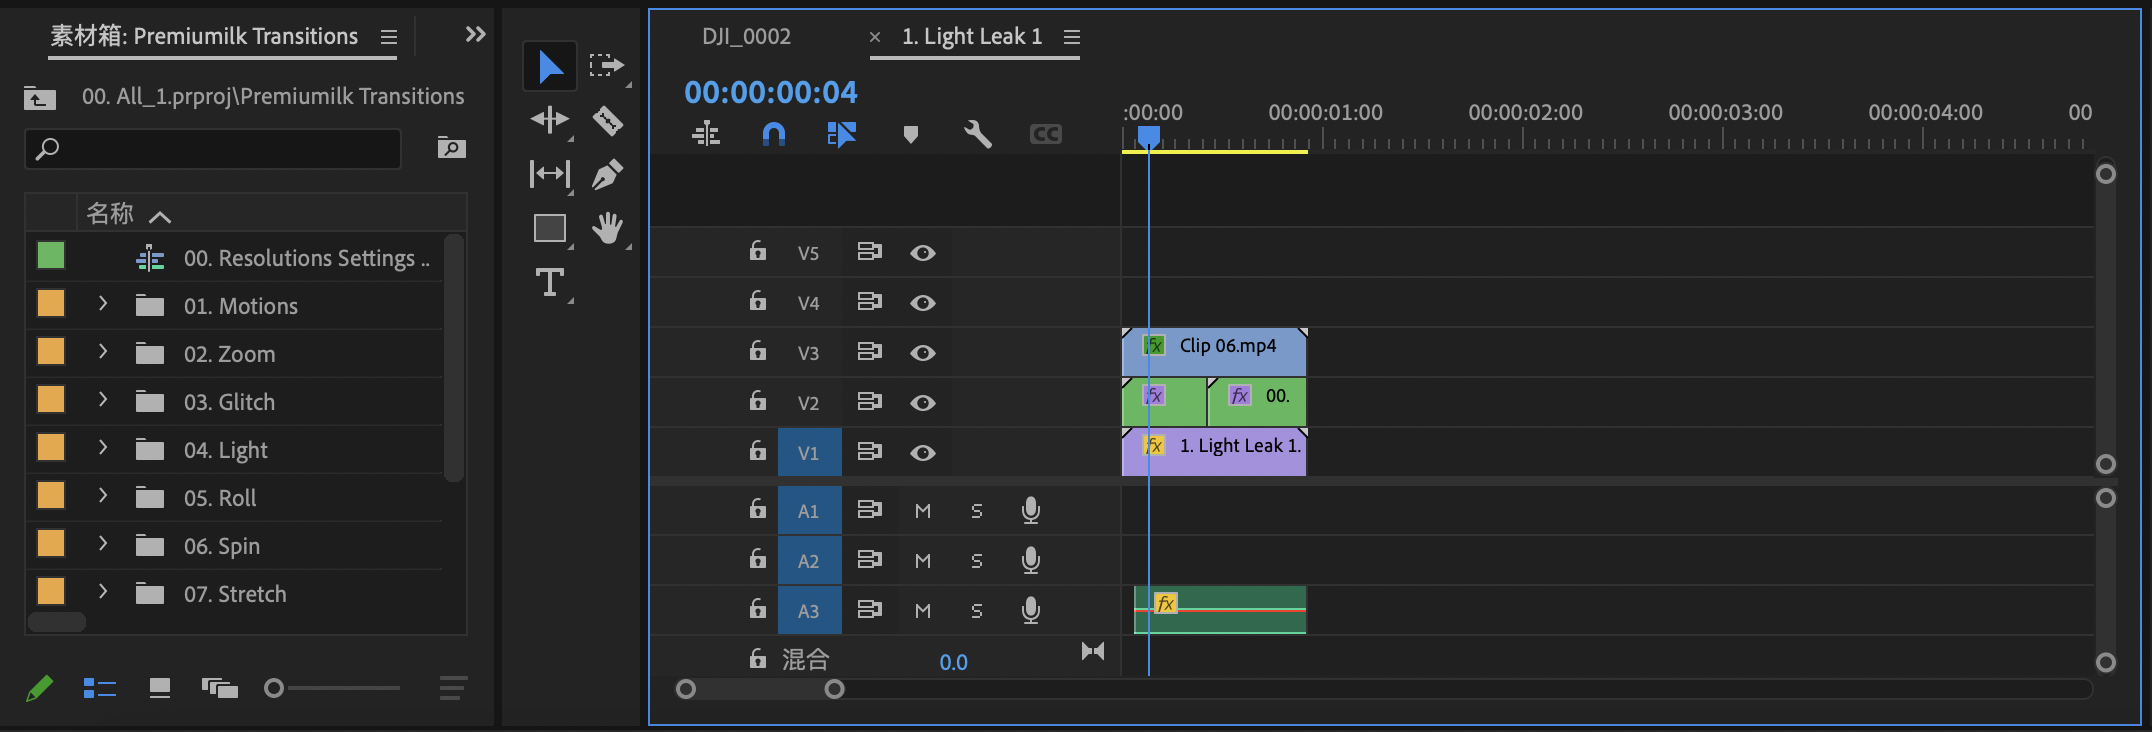 素材箱: Premiumilk Transitions
00. All_1.prproj\Premiumilk Transitions
名称
00. Resolutions Settings ..
01. Motions
02. Zoom
03. Glitch
04. Light
05. Roll
06. Spin
07. Stretch
T
DJI_0002
× 1. Light Leak 1
00:00:00:04
CC
:00:00 00:00:01:00 00:00:02:00 00:00:03:00 00:00:04:00 00
V5
V4
V3 fx Clip 06.mp4
V2 fx fx 00.
V1 fx 1. Light Leak 1.
A1 M S
A2 M S
A3 M S fx
混合 0.0